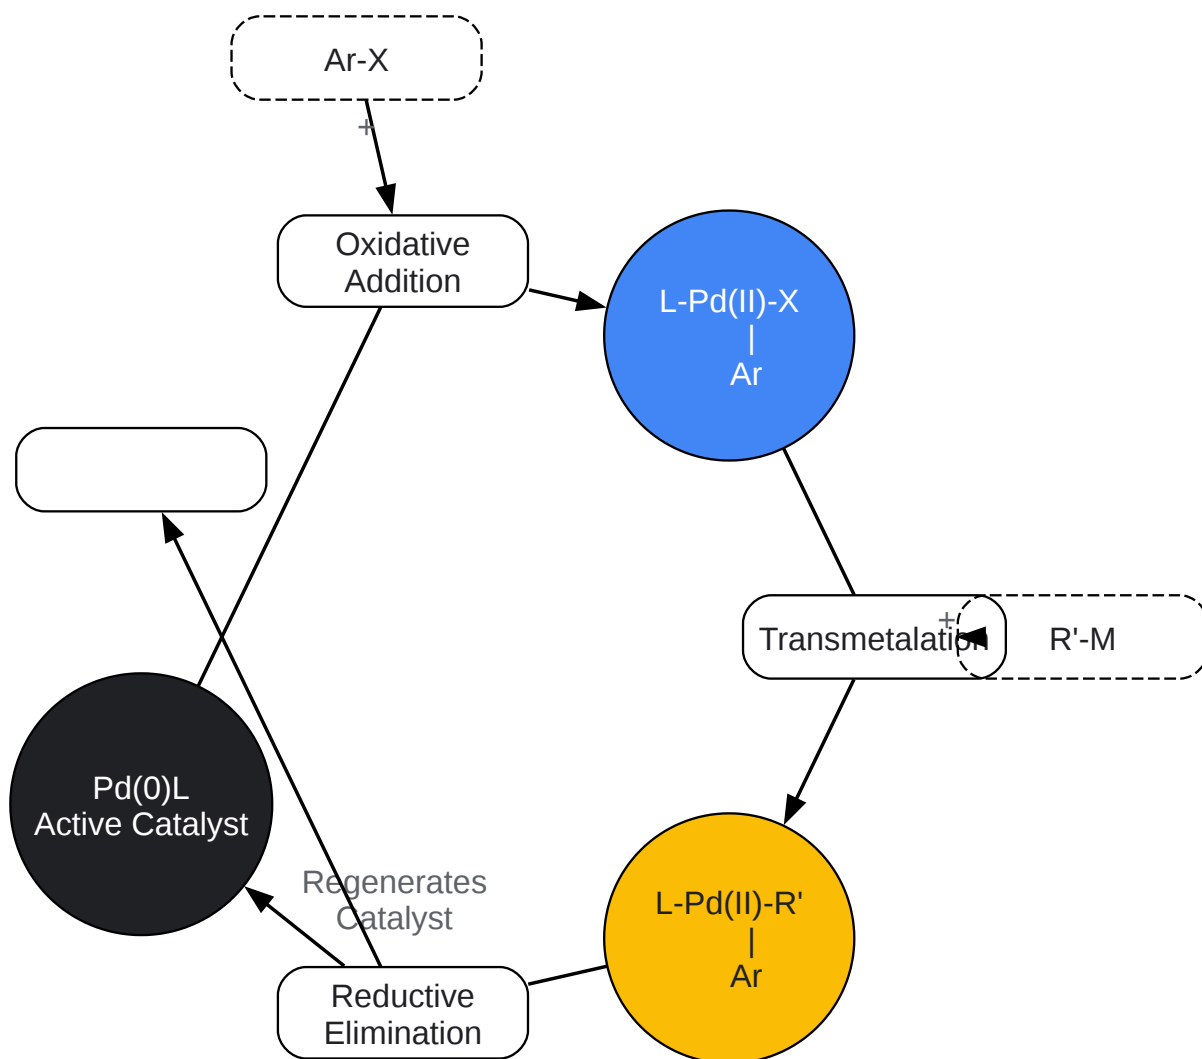 Ar-X
+
Oxidative
Addition
L-Pd(II)-X
|
Ar
+
Transmetalation
R'-M
Pd(0)L
Active Catalyst
Regenerates
Catalyst
L-Pd(II)-R'
|
Ar
Reductive
Elimination